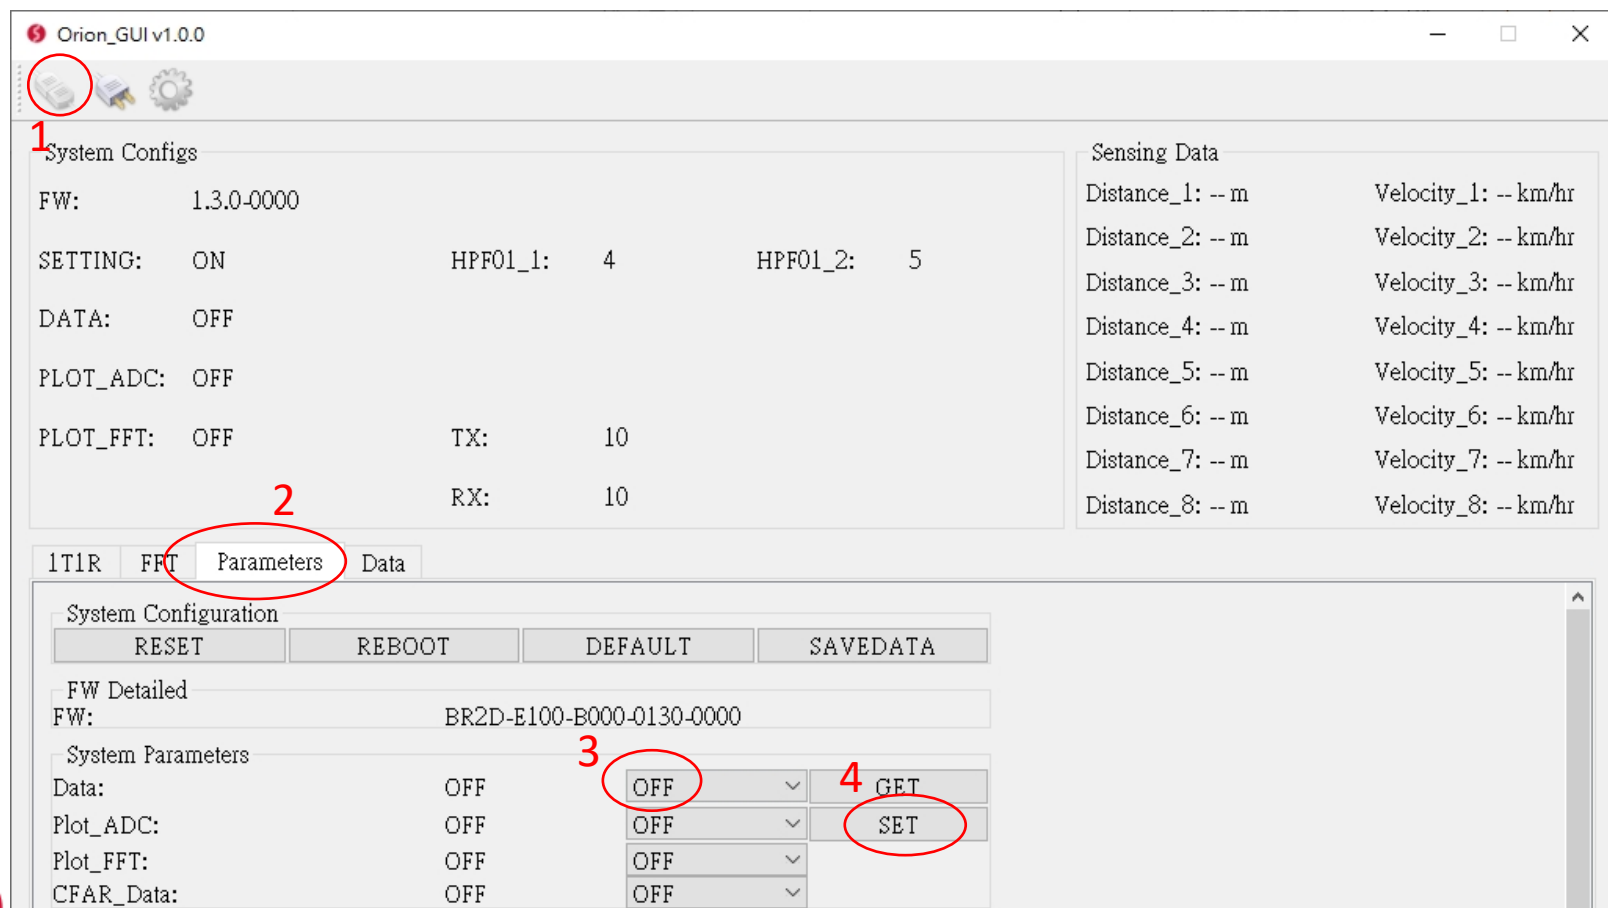 Orion_GUI v1.0.0
1
System Configs
FW: 1.3.0-0000
SETTING: ON HPF01_1: 4 HPF01_2: 5
DATA: OFF
PLOT_ADC: OFF
PLOT_FFT: OFF TX: 10
RX: 10
Sensing Data
Distance_1: -- m Velocity_1: -- km/hr
Distance_2: -- m Velocity_2: -- km/hr
Distance_3: -- m Velocity_3: -- km/hr
Distance_4: -- m Velocity_4: -- km/hr
Distance_5: -- m Velocity_5: -- km/hr
Distance_6: -- m Velocity_6: -- km/hr
Distance_7: -- m Velocity_7: -- km/hr
Distance_8: -- m Velocity_8: -- km/hr
2
1T1R FFT Parameters Data
System Configuration
RESET REBOOT DEFAULT SAVEDATA
FW Detailed
FW: BR2D-E100-B000-0130-0000
System Parameters
3
4
Data: OFF OFF GET
Plot_ADC: OFF OFF SET
Plot_FFT: OFF OFF
CFAR_Data: OFF OFF